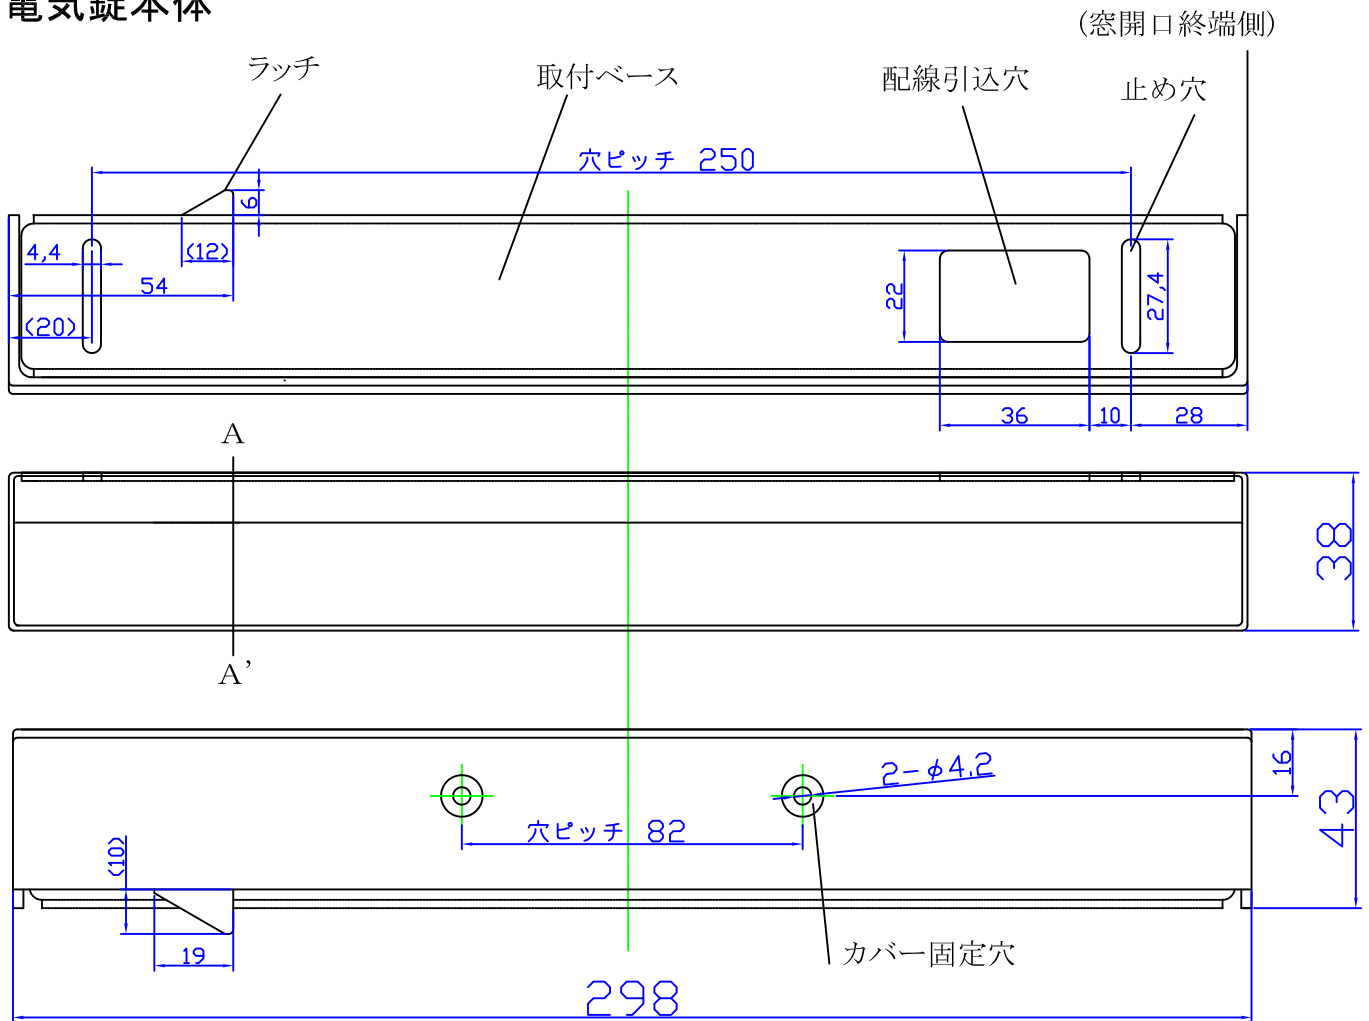 電気錠本体
(窓開口終端側)
ラッチ
取付ベース
配線引込穴
止め穴
穴ピッチ 250
6
4,4
(12)
54
(20)
22
27,4
36
10
28
A
38
A’
2-φ4,2
16
穴ピッチ 82
43
(10)
19
カバー固定穴
298